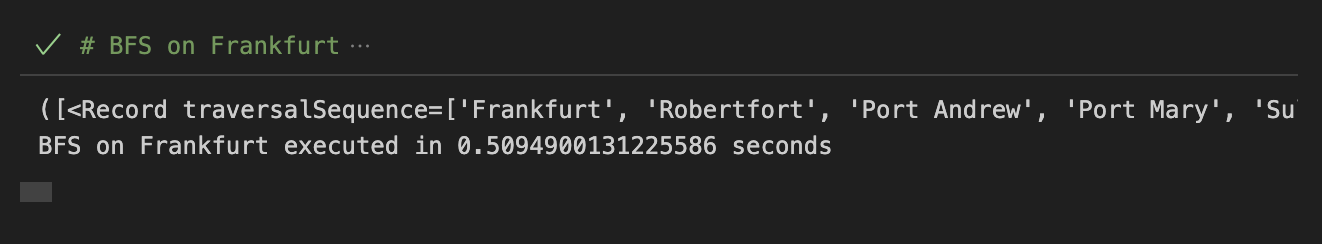 # BFS on Frankfurt ...
([<Record traversalSequence=['Frankfurt', 'Robertfort', 'Port Andrew', 'Port Mary', 'Su
BFS on Frankfurt executed in 0.5094900131225586 seconds